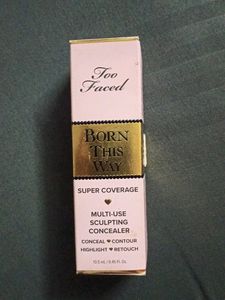 Too
Faced
BORN
THIS
WAY
SUPER COVERAGE
MULTI-USE
SCULPTING
CONCEALER
CONCEAL ♥ CONTOUR
HIGHLIGHT ♥ RETOUCH